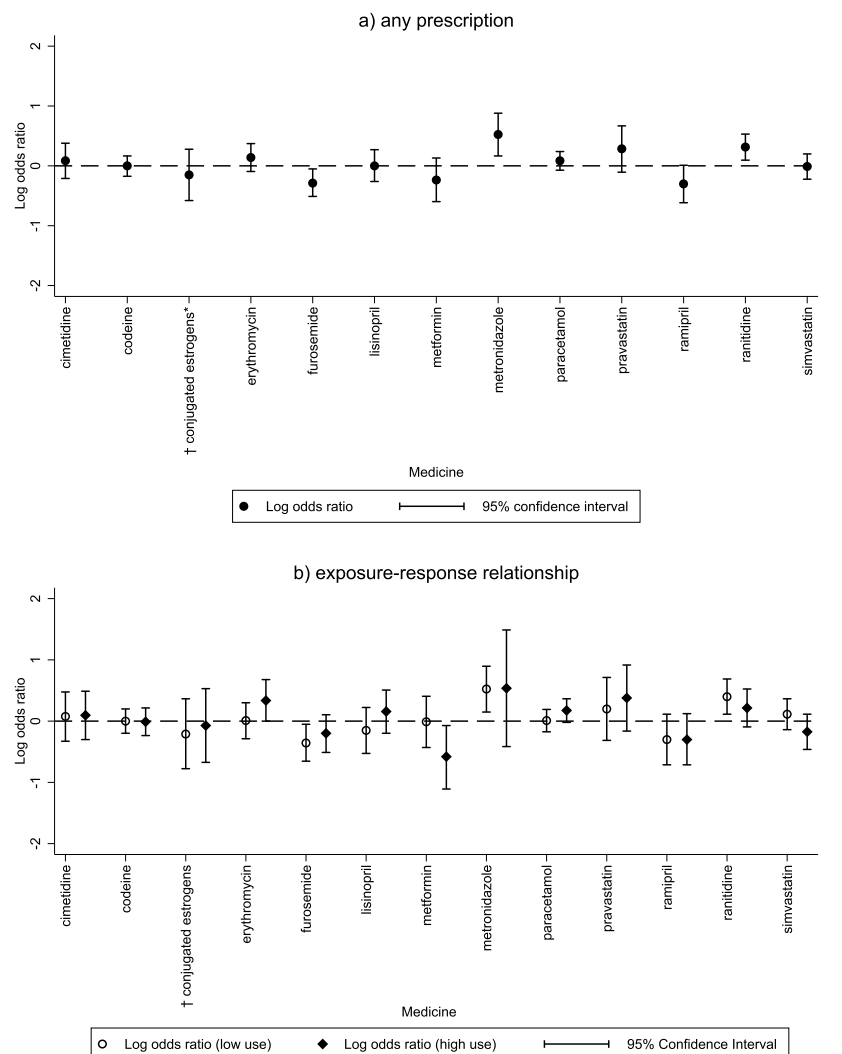 a) any prescription
Log odds ratio
2
1
0
-1
-2
cimetidine
codeine
† conjugated estrogens*
erythromycin
furosemide
lisinopril
metformin
metronidazole
paracetamol
pravastatin
ramipril
ranitidine
simvastatin
Medicine
Log odds ratio 95% confidence interval
b) exposure-response relationship
Log odds ratio
2
1
0
-1
-2
cimetidine
codeine
† conjugated estrogens
erythromycin
furosemide
lisinopril
metformin
metronidazole
paracetamol
pravastatin
ramipril
ranitidine
simvastatin
Medicine
Log odds ratio (low use) Log odds ratio (high use) 95% Confidence Interval